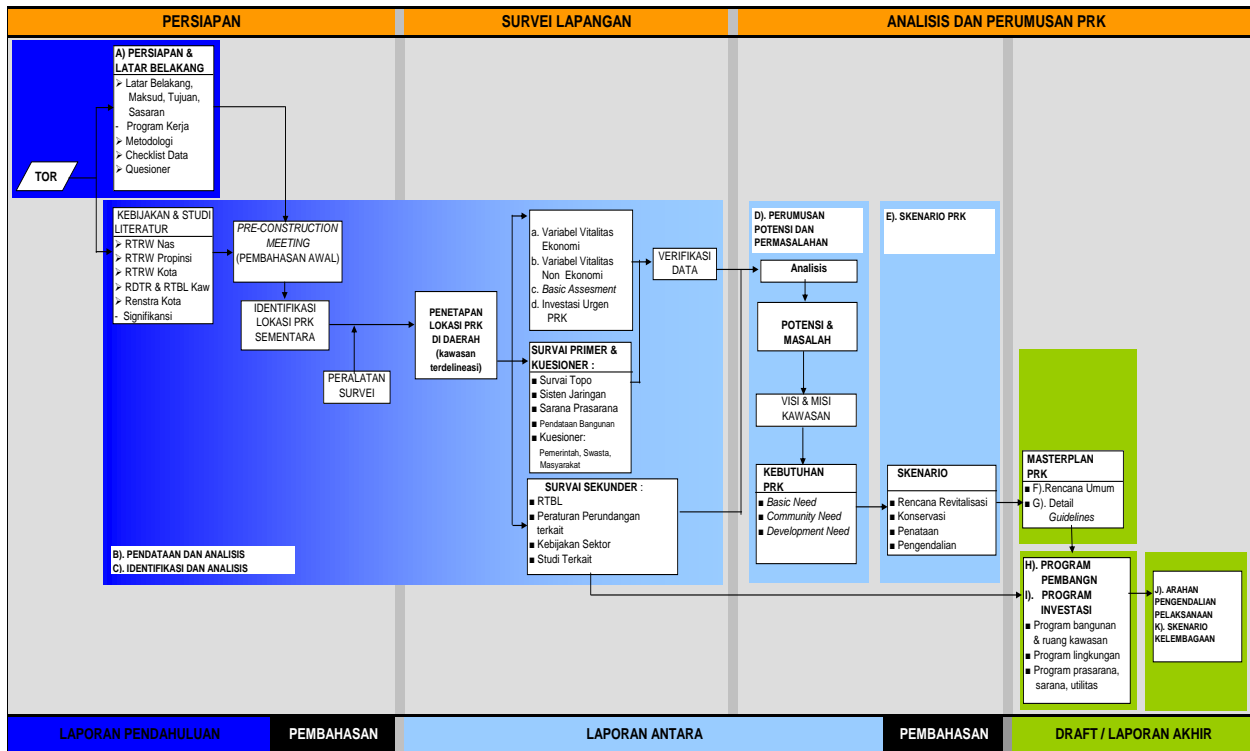 PERSIAPAN
SURVEI LAPANGAN
ANALISIS DAN PERUMUSAN PRK
A) PERSIAPAN &
LATAR BELAKANG
➢ Latar Belakang,
Maksud, Tujuan,
Sasaran
- Program Kerja
➢ Metodologi
➢ Checklist Data
➢ Quesioner
TOR
KEBIJAKAN & STUDI
LITERATUR
➢ RTRW Nas
➢ RTRW Propinsi
➢ RTRW Kota
➢ RDTR & RTBL Kaw
➢ Renstra Kota
- Signifikansi
PRE-CONSTRUCTION
MEETING
(PEMBAHASAN AWAL)
IDENTIFIKASI
LOKASI PRK
SEMENTARA
PERALATAN
SURVEI
B). PENDATAAN DAN ANALISIS
C). IDENTIFIKASI DAN ANALISIS
PENETAPAN
LOKASI PRK
DI DAERAH
(kawasan
terdelineasi)
a. Variabel Vitalitas
Ekonomi
b. Variabel Vitalitas
Non Ekonomi
c. Basic Assesment
d. Investasi Urgen
PRK
SURVAI PRIMER &
KUESIONER :
■ Survai Topo
■ Sisten Jaringan
■ Sarana Prasarana
■ Pendataan Bangunan
■ Kuesioner:
Pemerintah, Swasta,
Masyarakat
SURVAI SEKUNDER :
■ RTBL
■ Peraturan Perundangan
terkait
■ Kebijakan Sektor
■ Studi Terkait
VERIFIKASI
DATA
D). PERUMUSAN
POTENSI DAN
PERMASALAHAN
Analisis
POTENSI &
MASALAH
VISI & MISI
KAWASAN
KEBUTUHAN
PRK
■ Basic Need
■ Community Need
■ Development Need
E). SKENARIO PRK
SKENARIO
■ Rencana Revitalisasi
■ Konservasi
■ Penataan
■ Pengendalian
MASTERPLAN
PRK
■ F).Rencana Umum
■ G). Detail
Guidelines
H). PROGRAM
PEMBANGN
I). PROGRAM
INVESTASI
■ Program bangunan
& ruang kawasan
■ Program lingkungan
■ Program prasarana,
sarana, utilitas
J). ARAHAN
PENGENDALIAN
PELAKSANAAN
K). SKENARIO
KELEMBAGAAN
LAPORAN PENDAHULUAN
PEMBAHASAN
LAPORAN ANTARA
PEMBAHASAN
DRAFT / LAPORAN AKHIR